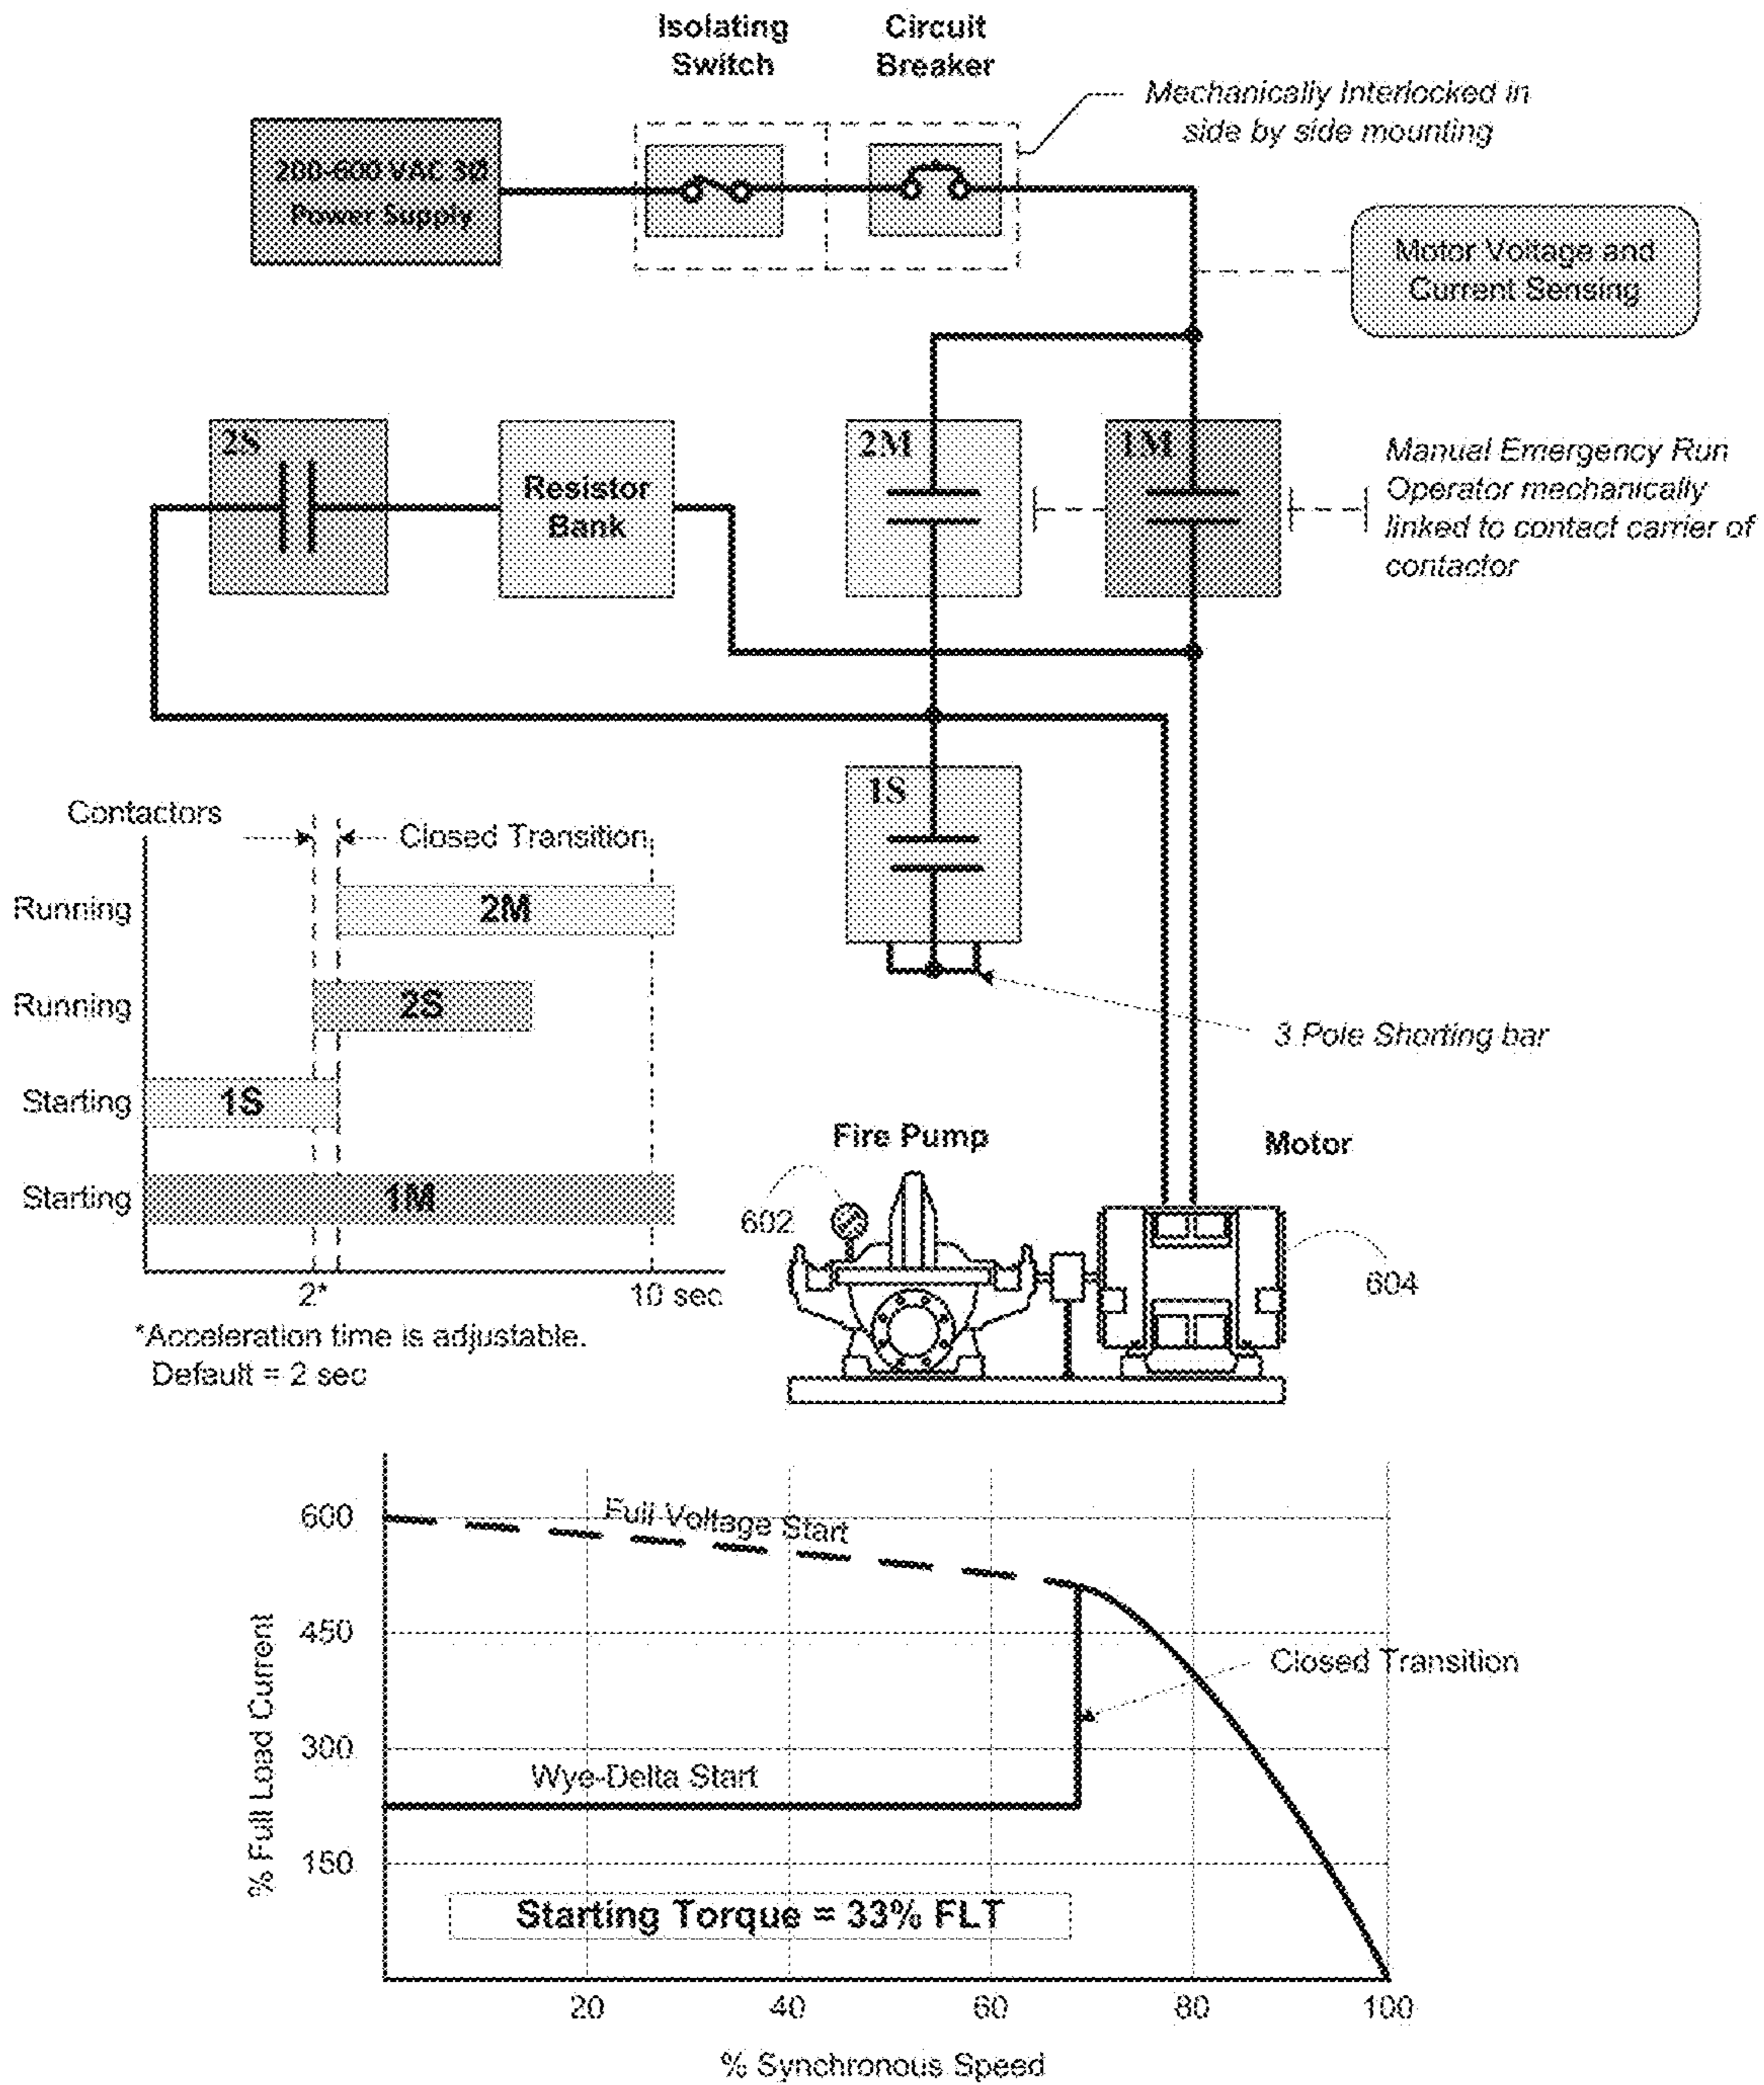 Isolating
Switch
Circuit
Breaker
Mechanically Interlocked in
side by side mounting
200-600 VAC 3Ø
Power Supply
Motor Voltage and
Current Sensing
2S
Resistor
Bank
2M
1M
Manual Emergency Run
Operator mechanically
linked to contact carrier of
contactor
1S
Contactors
Closed Transition
Running
2M
Running
2S
Starting
1S
Starting
1M
2*
10 sec
*Acceleration time is adjustable.
Default = 2 sec
3 Pole Shorting bar
Fire Pump
Motor
602
604
600
Full Voltage Start
450
Closed Transition
300
Wye-Delta Start
150
Starting Torque = 33% FLT
% Full Load Current
20
40
60
80
100
% Synchronous Speed